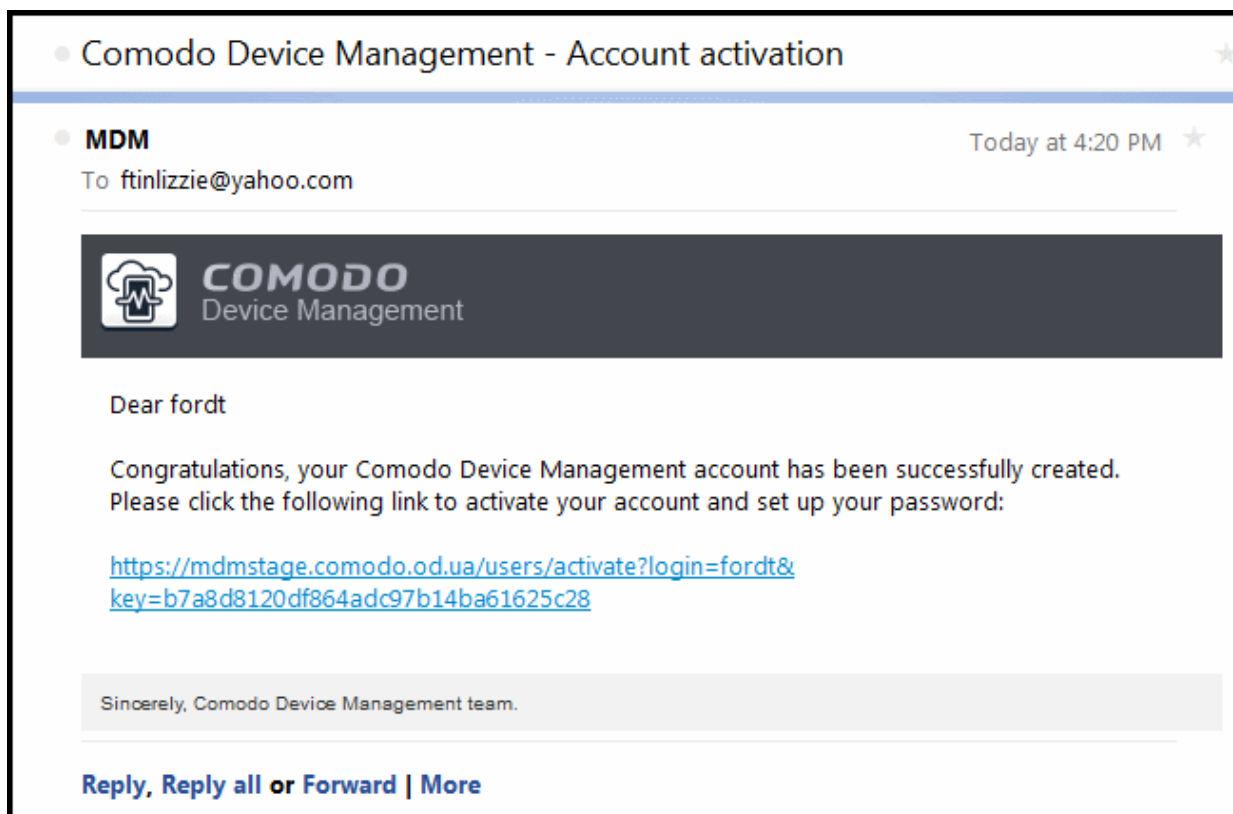 Comodo Device Management - Account activation
MDM
Today at 4:20 PM
To ftinlizzie@yahoo.com
COMODO
Device Management
Dear fordt
Congratulations, your Comodo Device Management account has been successfully created.
Please click the following link to activate your account and set up your password:
https://mdmstage.comodo.od.ua/users/activate?login=fordt&
key=b7a8d8120df864adc97b14ba61625c28
Sincerely, Comodo Device Management team.
Reply, Reply all or Forward | More